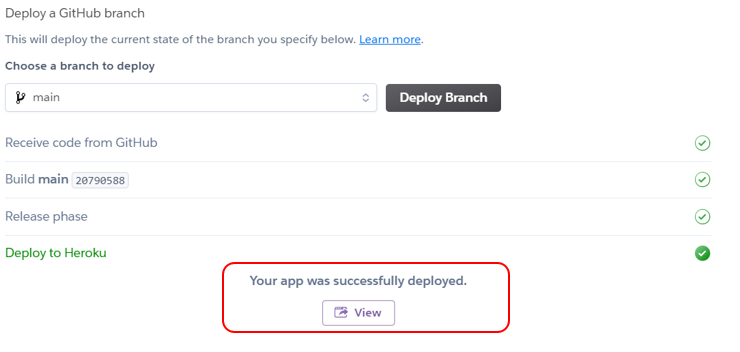 Deploy a GitHub branch
This will deploy the current state of the branch you specify below. Learn more.
Choose a branch to deploy
main Deploy Branch
Receive code from GitHub
Build main 20790588
Release phase
Deploy to Heroku
Your app was successfully deployed.
View